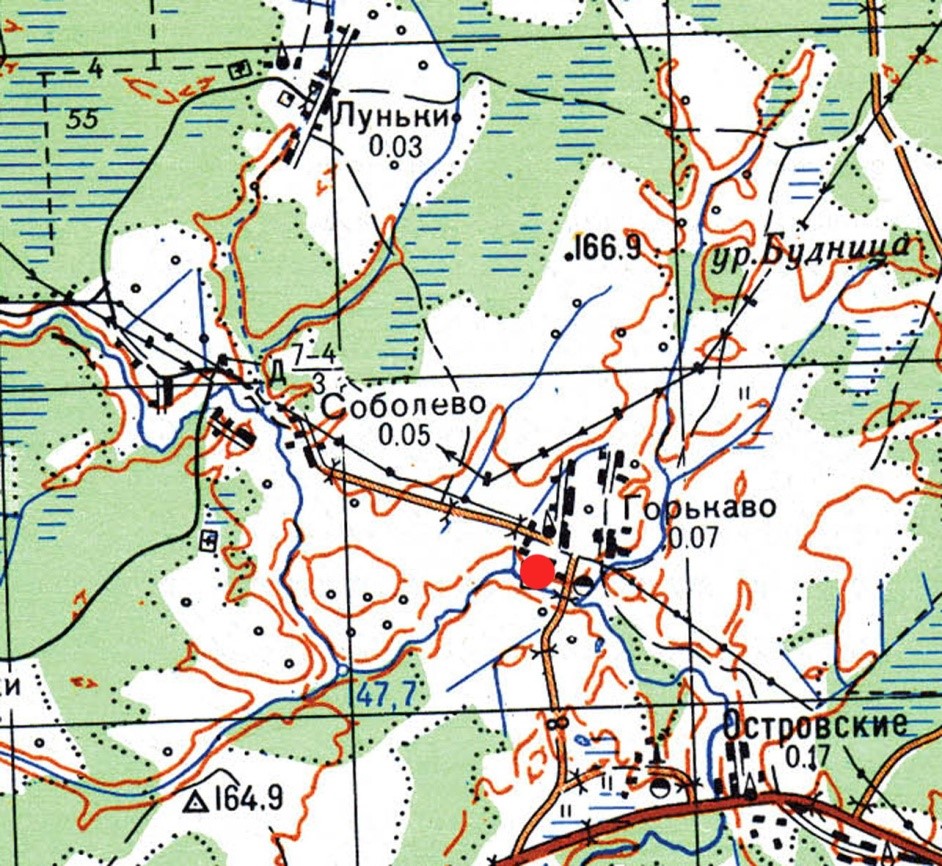 4
55
Луньки
0.03
166.9
ур.Будница
Д 7-4
3
Соболево
0.05
Горькаво
0.07
ки
47,7
Островские
0.17
164.9